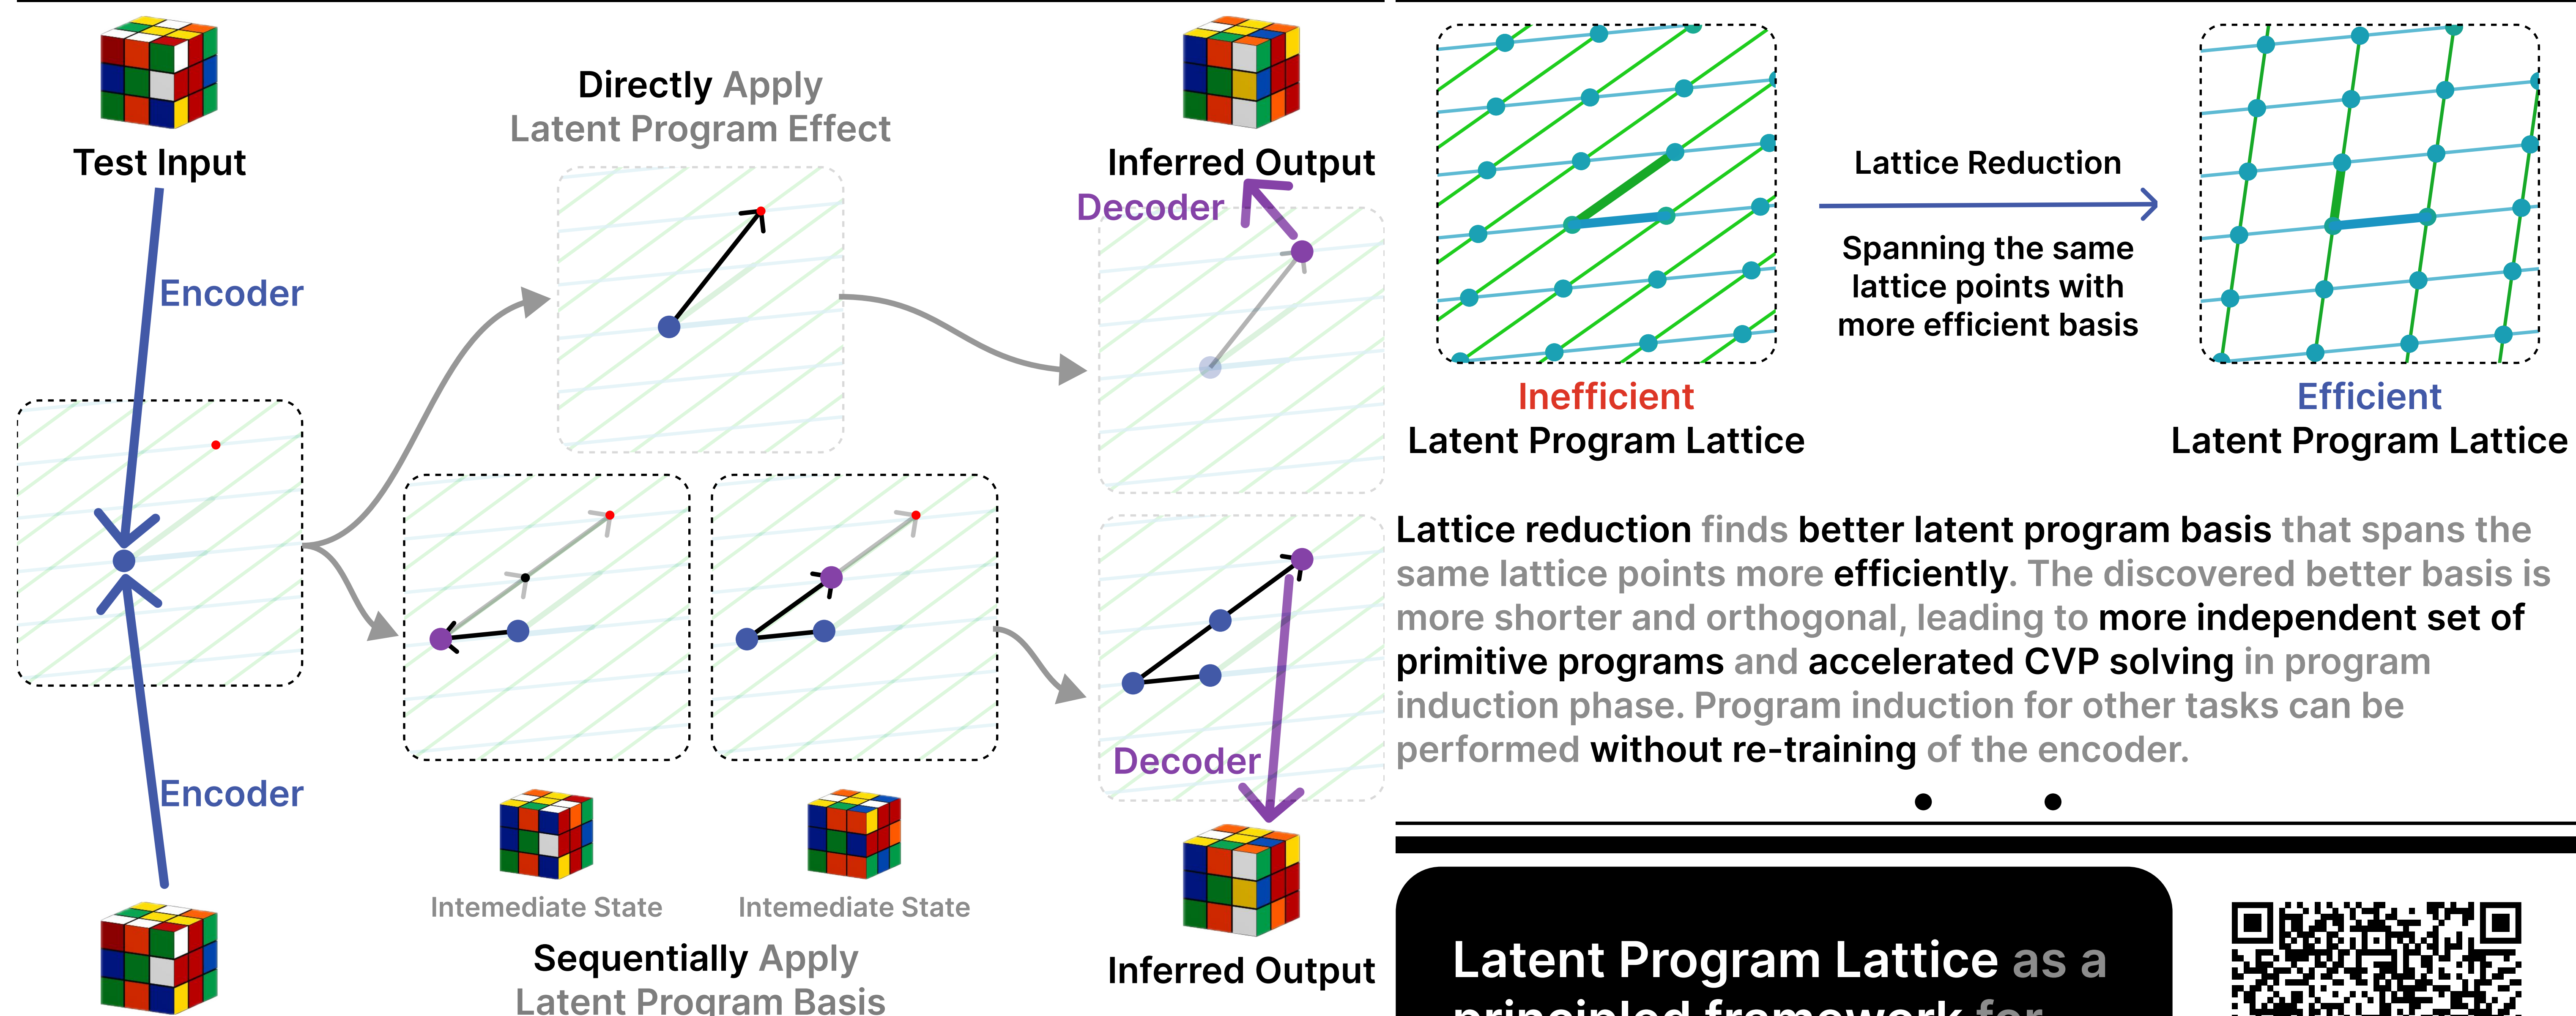 Test Input
Encoder
Encoder
Directly Apply
Latent Program Effect
Intemediate State
Intemediate State
Sequentially Apply
Latent Program Basis
Inferred Output
Decoder
Decoder
Inferred Output
Inefficient
Latent Program Lattice
Lattice Reduction
Spanning the same
lattice points with
more efficient basis
Efficient
Latent Program Lattice
Lattice reduction finds better latent program basis that spans the
same lattice points more efficiently. The discovered better basis is
more shorter and orthogonal, leading to more independent set of
primitive programs and accelerated CVP solving in program
induction phase. Program induction for other tasks can be
performed without re-training of the encoder.
Latent Program Lattice as a
principled framework for